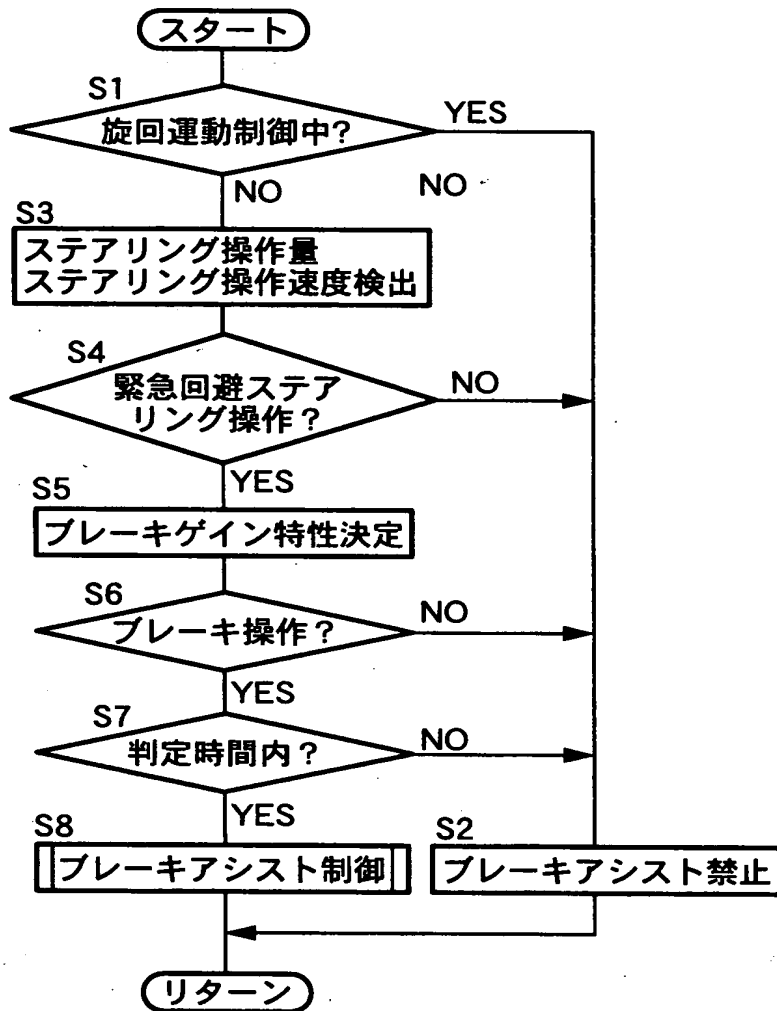 スタート
S1
旋回運動制御中?
YES
NO
NO
S3
ステアリング操作量
ステアリング操作速度検出
S4
緊急回避ステア
リング操作？
NO
YES
S5
ブレーキゲイン特性決定
S6
ブレーキ操作？
NO
YES
S7
判定時間内？
NO
YES
S8
ブレーキアシスト制御
S2
ブレーキアシスト禁止
リターン